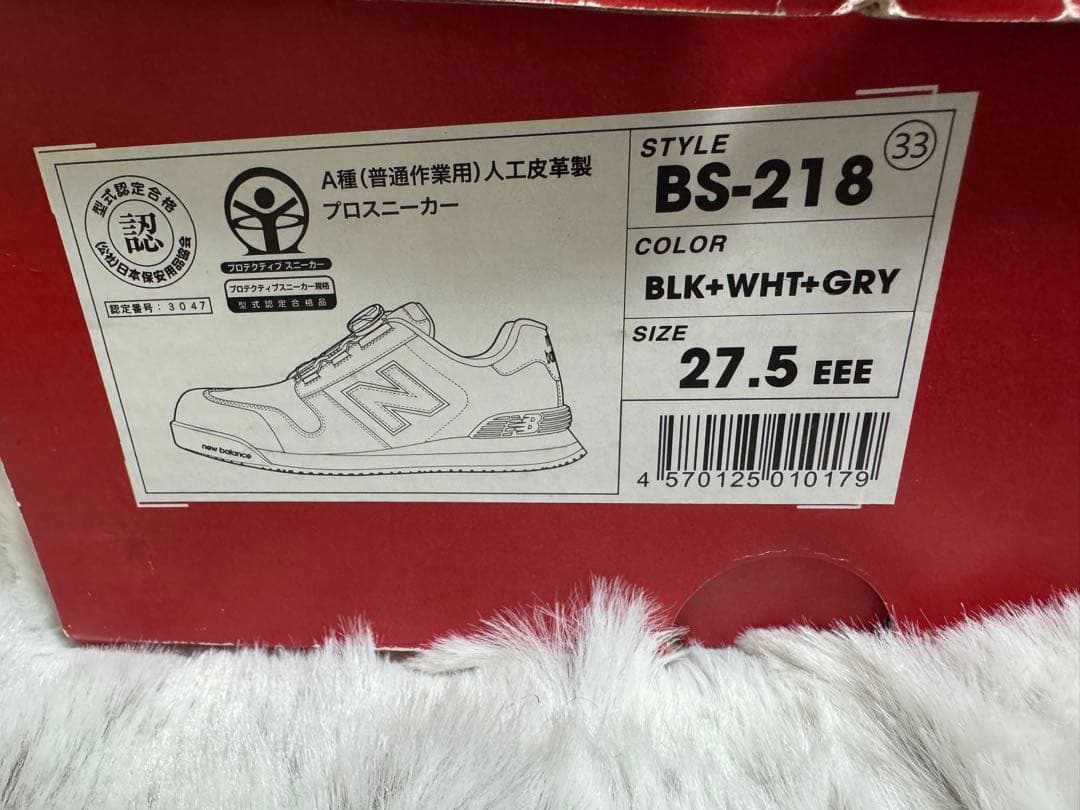 型式認定合格
認
(公社)日本保安用品協会
認定番号：3047
プロテクティブ スニーカー
プロテクティブスニーカー規格
型式認定合格品
A種(普通作業用)人工皮革製
プロスニーカー
N
new balance
NB
STYLE
33
BS-218
COLOR
BLK+WHT+GRY
SIZE
27.5 EEE
4 570125 010179